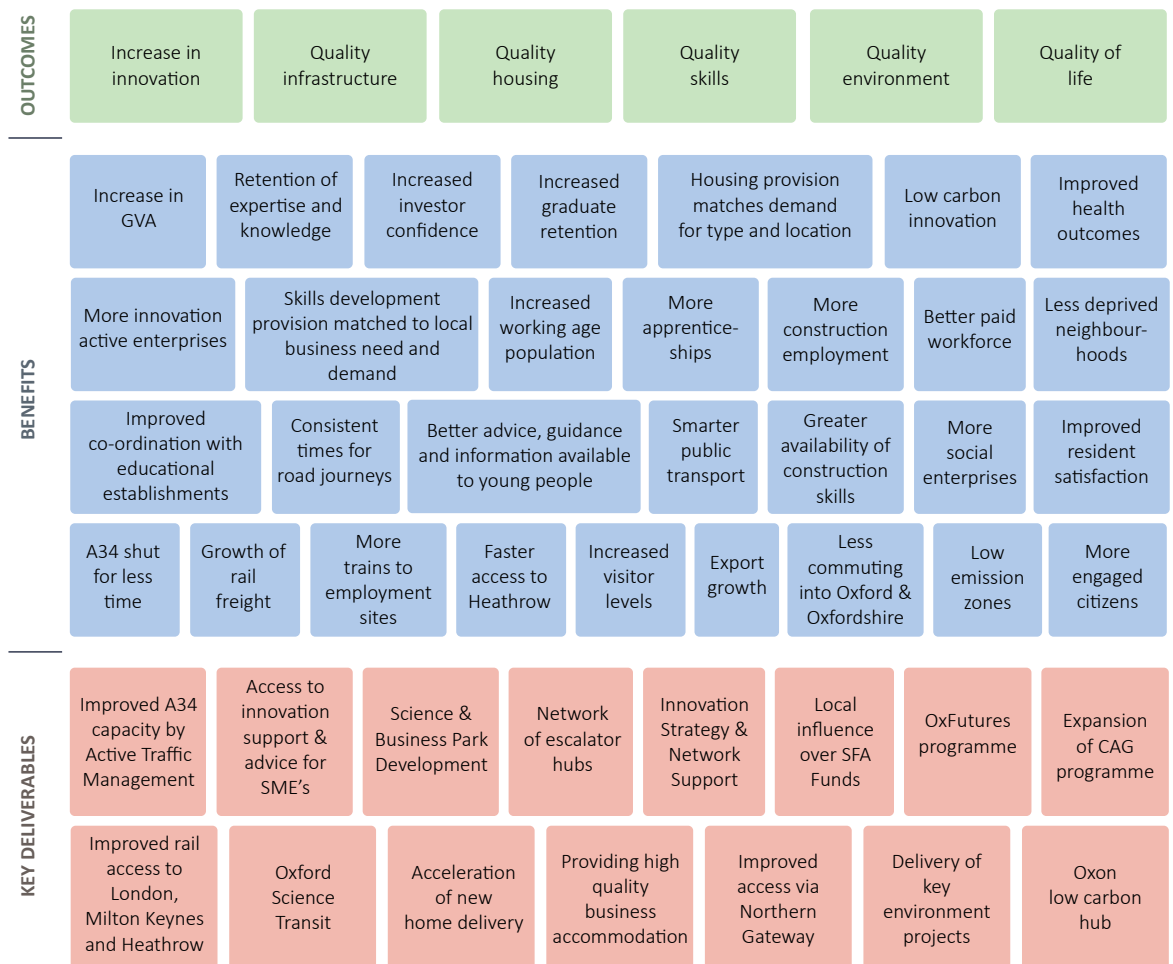 OUTCOMES
Increase in
innovation
Quality
infrastructure
Quality
housing
Quality
skills
Quality
environment
Quality of
life
BENEFITS
Increase in
GVA
Retention of
expertise and
knowledge
Increased
investor
confidence
Increased
graduate
retention
Housing provision
matches demand
for type and location
Low carbon
innovation
Improved
health
outcomes
More innovation
active enterprises
Skills development
provision matched to local
business need and
demand
Increased
working age
population
More
apprentice-
ships
More
construction
employment
Better paid
workforce
Less deprived
neighbour-
hoods
Improved
co-ordination with
educational
establishments
Consistent
times for
road journeys
Better advice, guidance
and information available
to young people
Smarter
public
transport
Greater
availability of
construction
skills
More
social
enterprises
Improved
resident
satisfaction
A34 shut
for less
time
Growth of
rail
freight
More
trains to
employment
sites
Faster
access to
Heathrow
Increased
visitor
levels
Export
growth
Less
commuting
into Oxford &
Oxfordshire
Low
emission
zones
More
engaged
citizens
KEY DELIVERABLES
Improved A34
capacity by
Active Traffic
Management
Access to
innovation
support &
advice for
SME's
Science &
Business Park
Development
Network
of escalator
hubs
Innovation
Strategy &
Network
Support
Local
influence
over SFA
Funds
OxFutures
programme
Expansion
of CAG
programme
Improved rail
access to
London,
Milton Keynes
and Heathrow
Oxford
Science
Transit
Acceleration
of new
home delivery
Providing high
quality
business
accommodation
Improved
access via
Northern
Gateway
Delivery of
key
environment
projects
Oxon
low carbon
hub